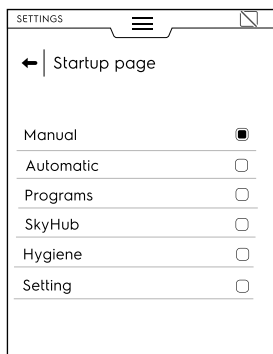 SETTINGS
Startup page
Manual
Automatic
Programs
SkyHub
Hygiene
Setting